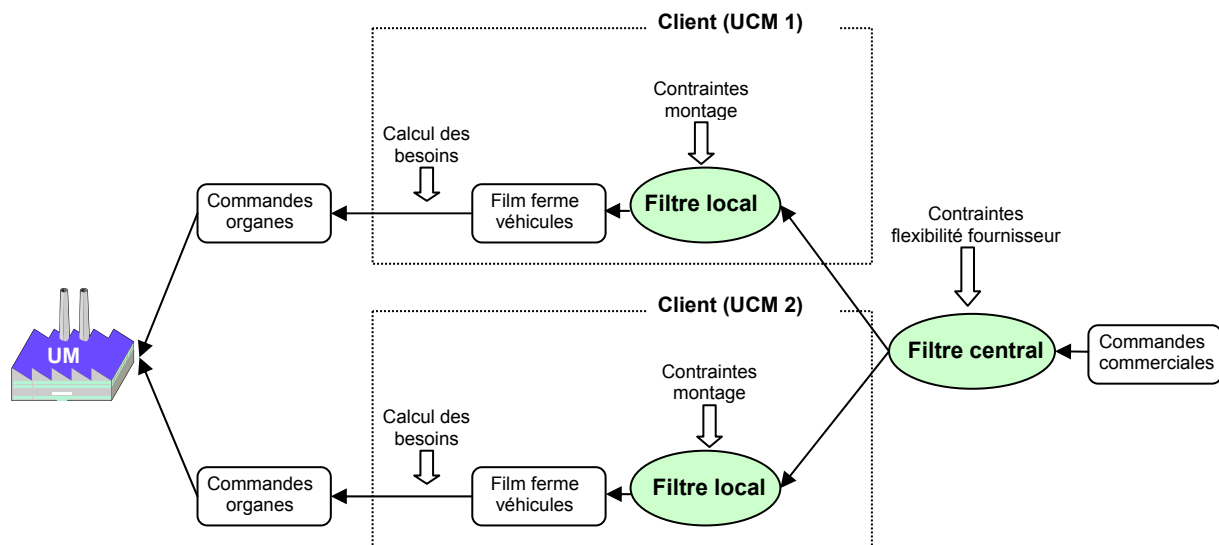 Client (UCM 1)
Contraintes
montage
Calcul des
besoins
Commandes
organes
Film ferme
véhicules
Filtre local
Contraintes
flexibilité fournisseur
UM
Client (UCM 2)
Filtre central
Commandes
commerciales
Contraintes
montage
Calcul des
besoins
Commandes
organes
Film ferme
véhicules
Filtre local